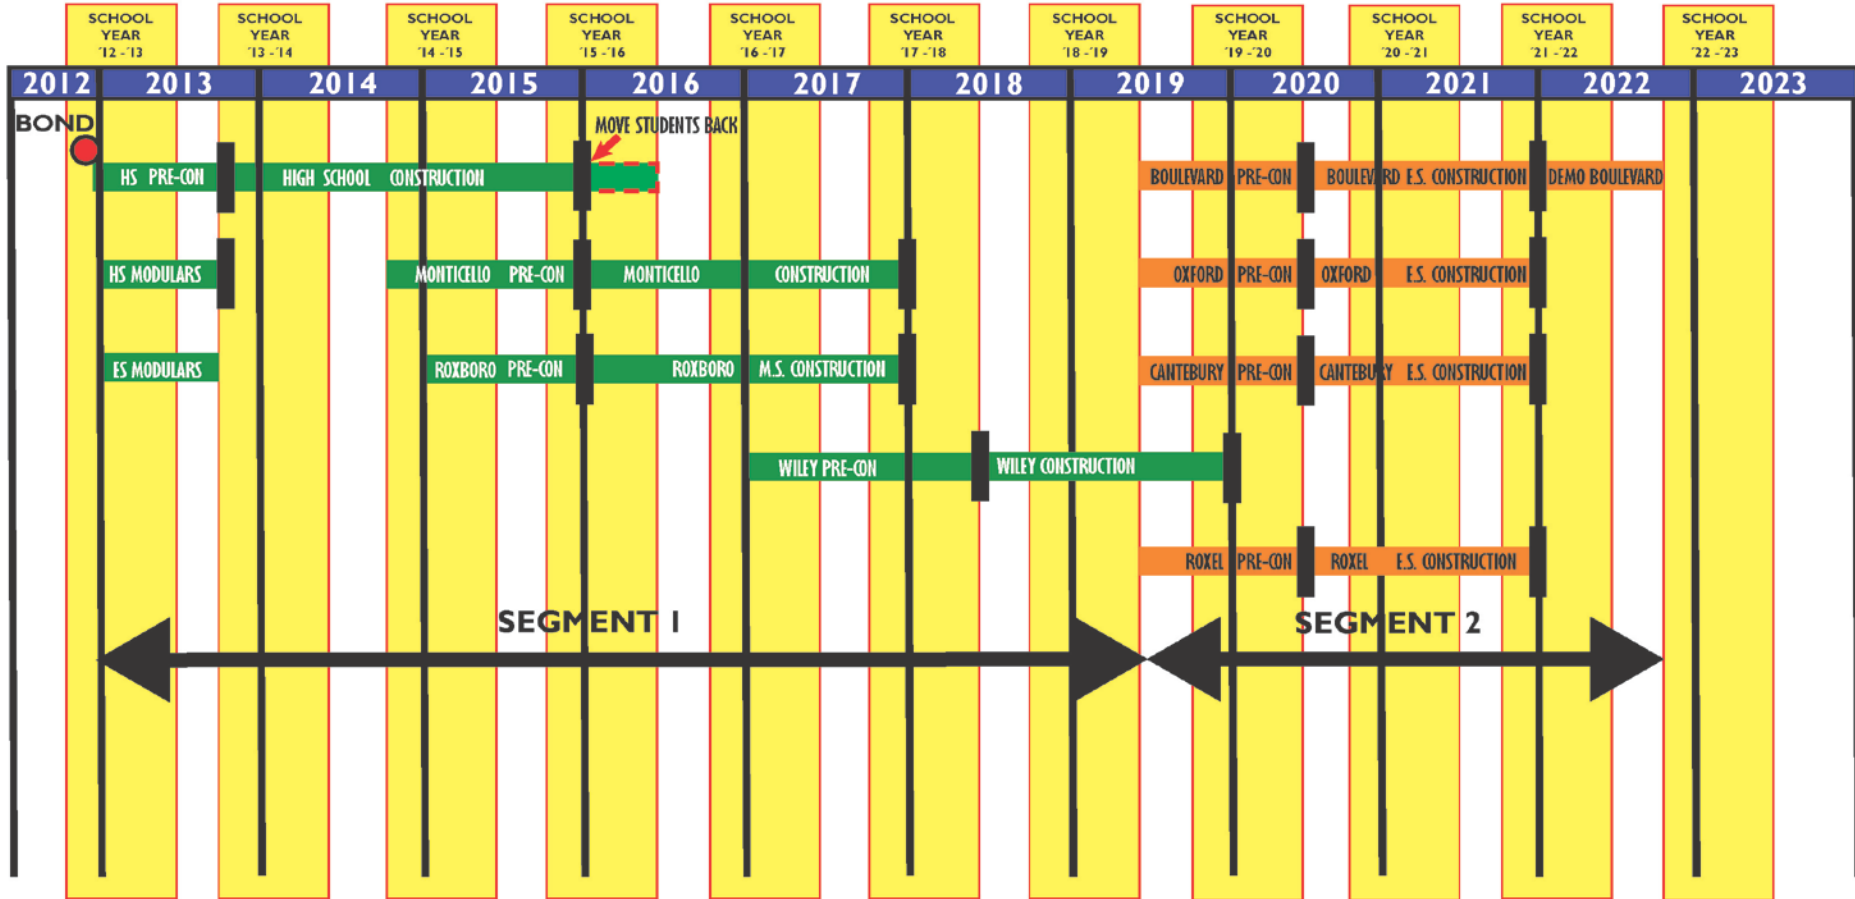 SCHOOL YEAR '12 -'13
SCHOOL YEAR '13 -'14
SCHOOL YEAR '14 -'15
SCHOOL YEAR '15 -'16
SCHOOL YEAR '16 -'17
SCHOOL YEAR '17 -'18
SCHOOL YEAR '18 -'19
SCHOOL YEAR '19 -'20
SCHOOL YEAR '20 -'21
SCHOOL YEAR '21 -'22
SCHOOL YEAR '22 -'23
2012 2013 2014 2015 2016 2017 2018 2019 2020 2021 2022 2023
BOND
MOVE STUDENTS BACK
HS PRE-CON HIGH SCHOOL CONSTRUCTION
BOULEVARD PRE-CON BOULEVARD E.S. CONSTRUCTION DEMO BOULEVARD
HS MODULARS
MONTICELLO PRE-CON MONTICELLO CONSTRUCTION
OXFORD PRE-CON OXFORD E.S. CONSTRUCTION
ES MODULARS
ROXBORO PRE-CON ROXBORO M.S. CONSTRUCTION
CANTEBURY PRE-CON CANTEBURY E.S. CONSTRUCTION
WILEY PRE-CON WILEY CONSTRUCTION
ROXEL PRE-CON ROXEL E.S. CONSTRUCTION
SEGMENT 1
SEGMENT 2